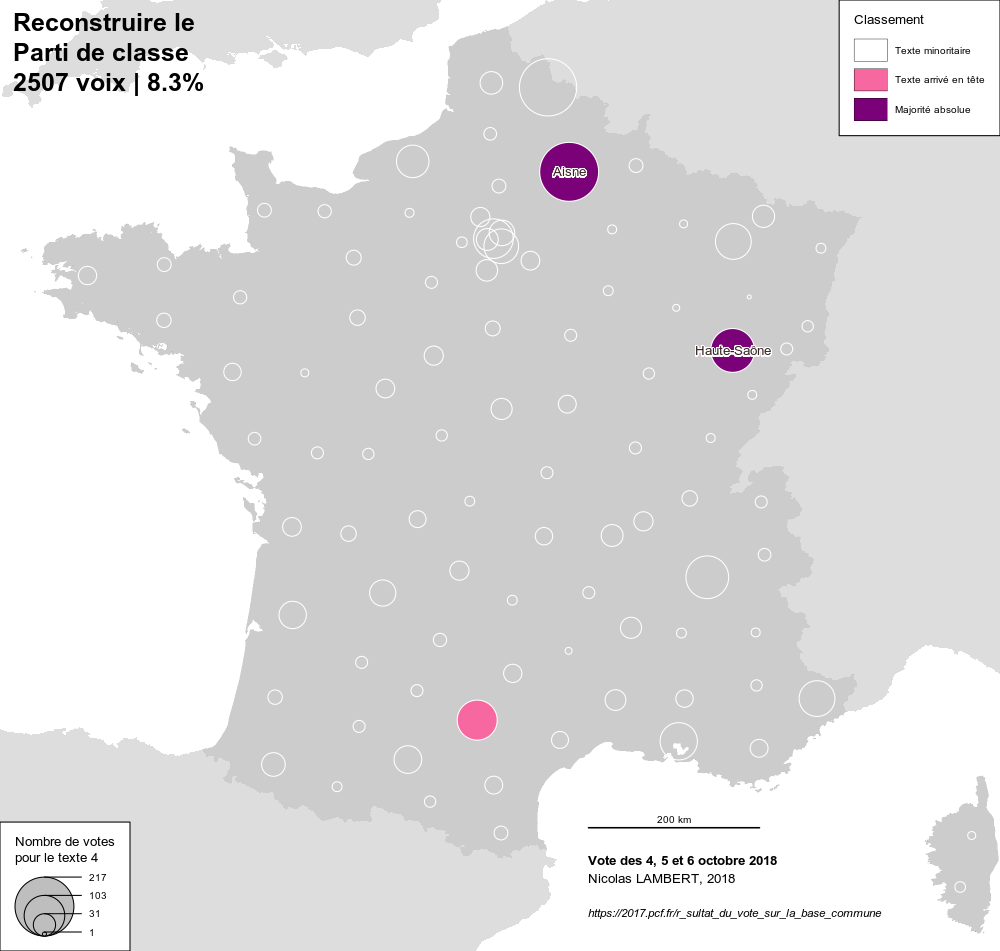 Reconstruire le
Parti de classe
2507 voix | 8.3%
Classement
Texte minoritaire
Texte arrivé en tête
Majorité absolue
Aisne
Haute-Saône
200 km
Vote des 4, 5 et 6 octobre 2018
Nicolas LAMBERT, 2018
https://2017.pcf.fr/r_sultat_du_vote_sur_la_base_commune
Nombre de votes
pour le texte 4
217
103
31
1